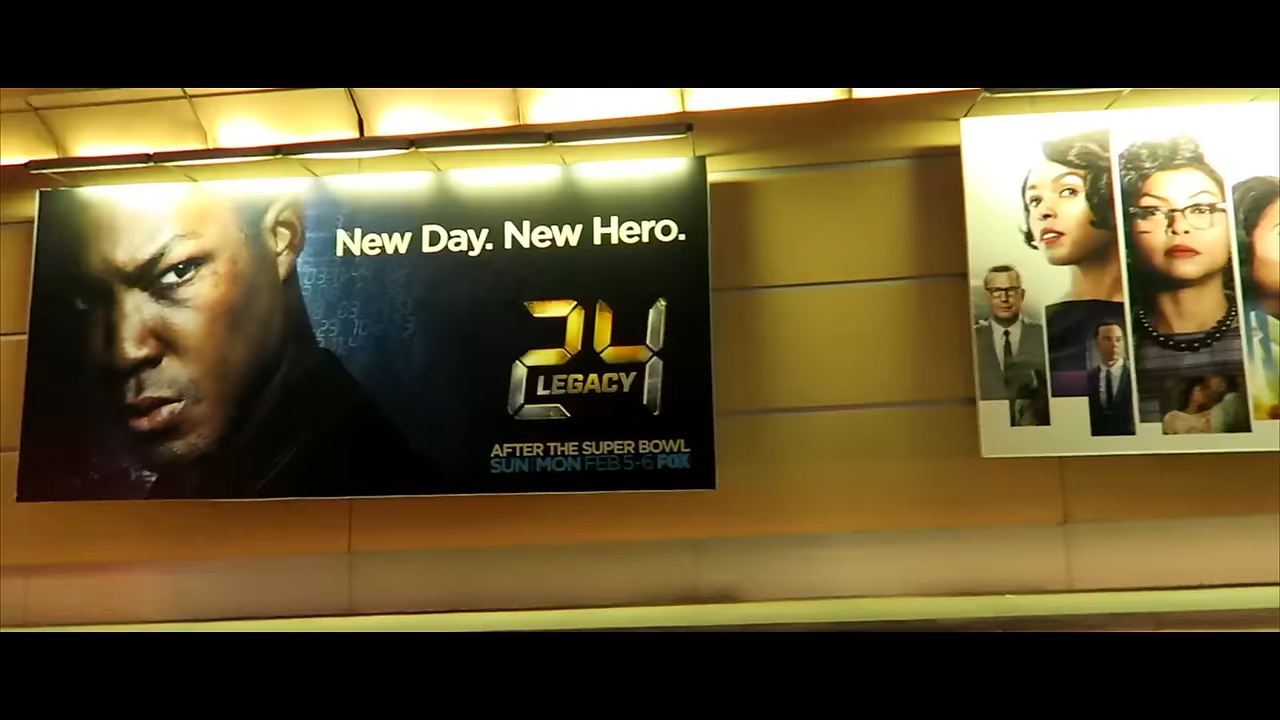 New Day. New Hero.
24
LEGACY
AFTER THE SUPER BOWL
SUN MON FEB 5-6 FOX